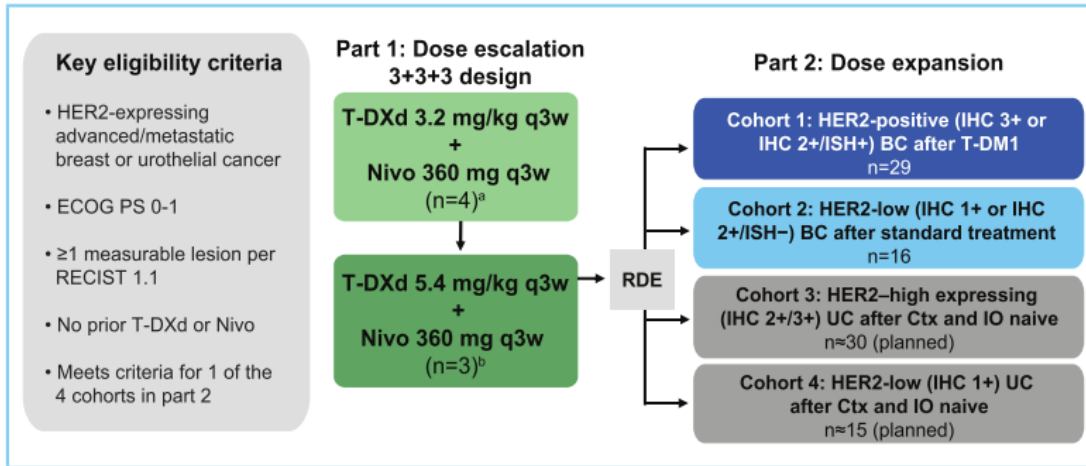 Key eligibility criteria
• HER2-expressing
advanced/metastatic
breast or urothelial cancer
• ECOG PS 0-1
• ≥1 measurable lesion per
RECIST 1.1
• No prior T-DXd or Nivo
• Meets criteria for 1 of the
4 cohorts in part 2
Part 1: Dose escalation
3+3+3 design
T-DXd 3.2 mg/kg q3w
+
Nivo 360 mg q3w
(n=4)ᵃ
T-DXd 5.4 mg/kg q3w
+
Nivo 360 mg q3w
(n=3)ᵇ
RDE
Part 2: Dose expansion
Cohort 1: HER2-positive (IHC 3+ or
IHC 2+/ISH+) BC after T-DM1
n=29
Cohort 2: HER2-low (IHC 1+ or IHC
2+/ISH−) BC after standard treatment
n=16
Cohort 3: HER2–high expressing
(IHC 2+/3+) UC after Ctx and IO naive
n≈30 (planned)
Cohort 4: HER2-low (IHC 1+) UC
after Ctx and IO naive
n≈15 (planned)